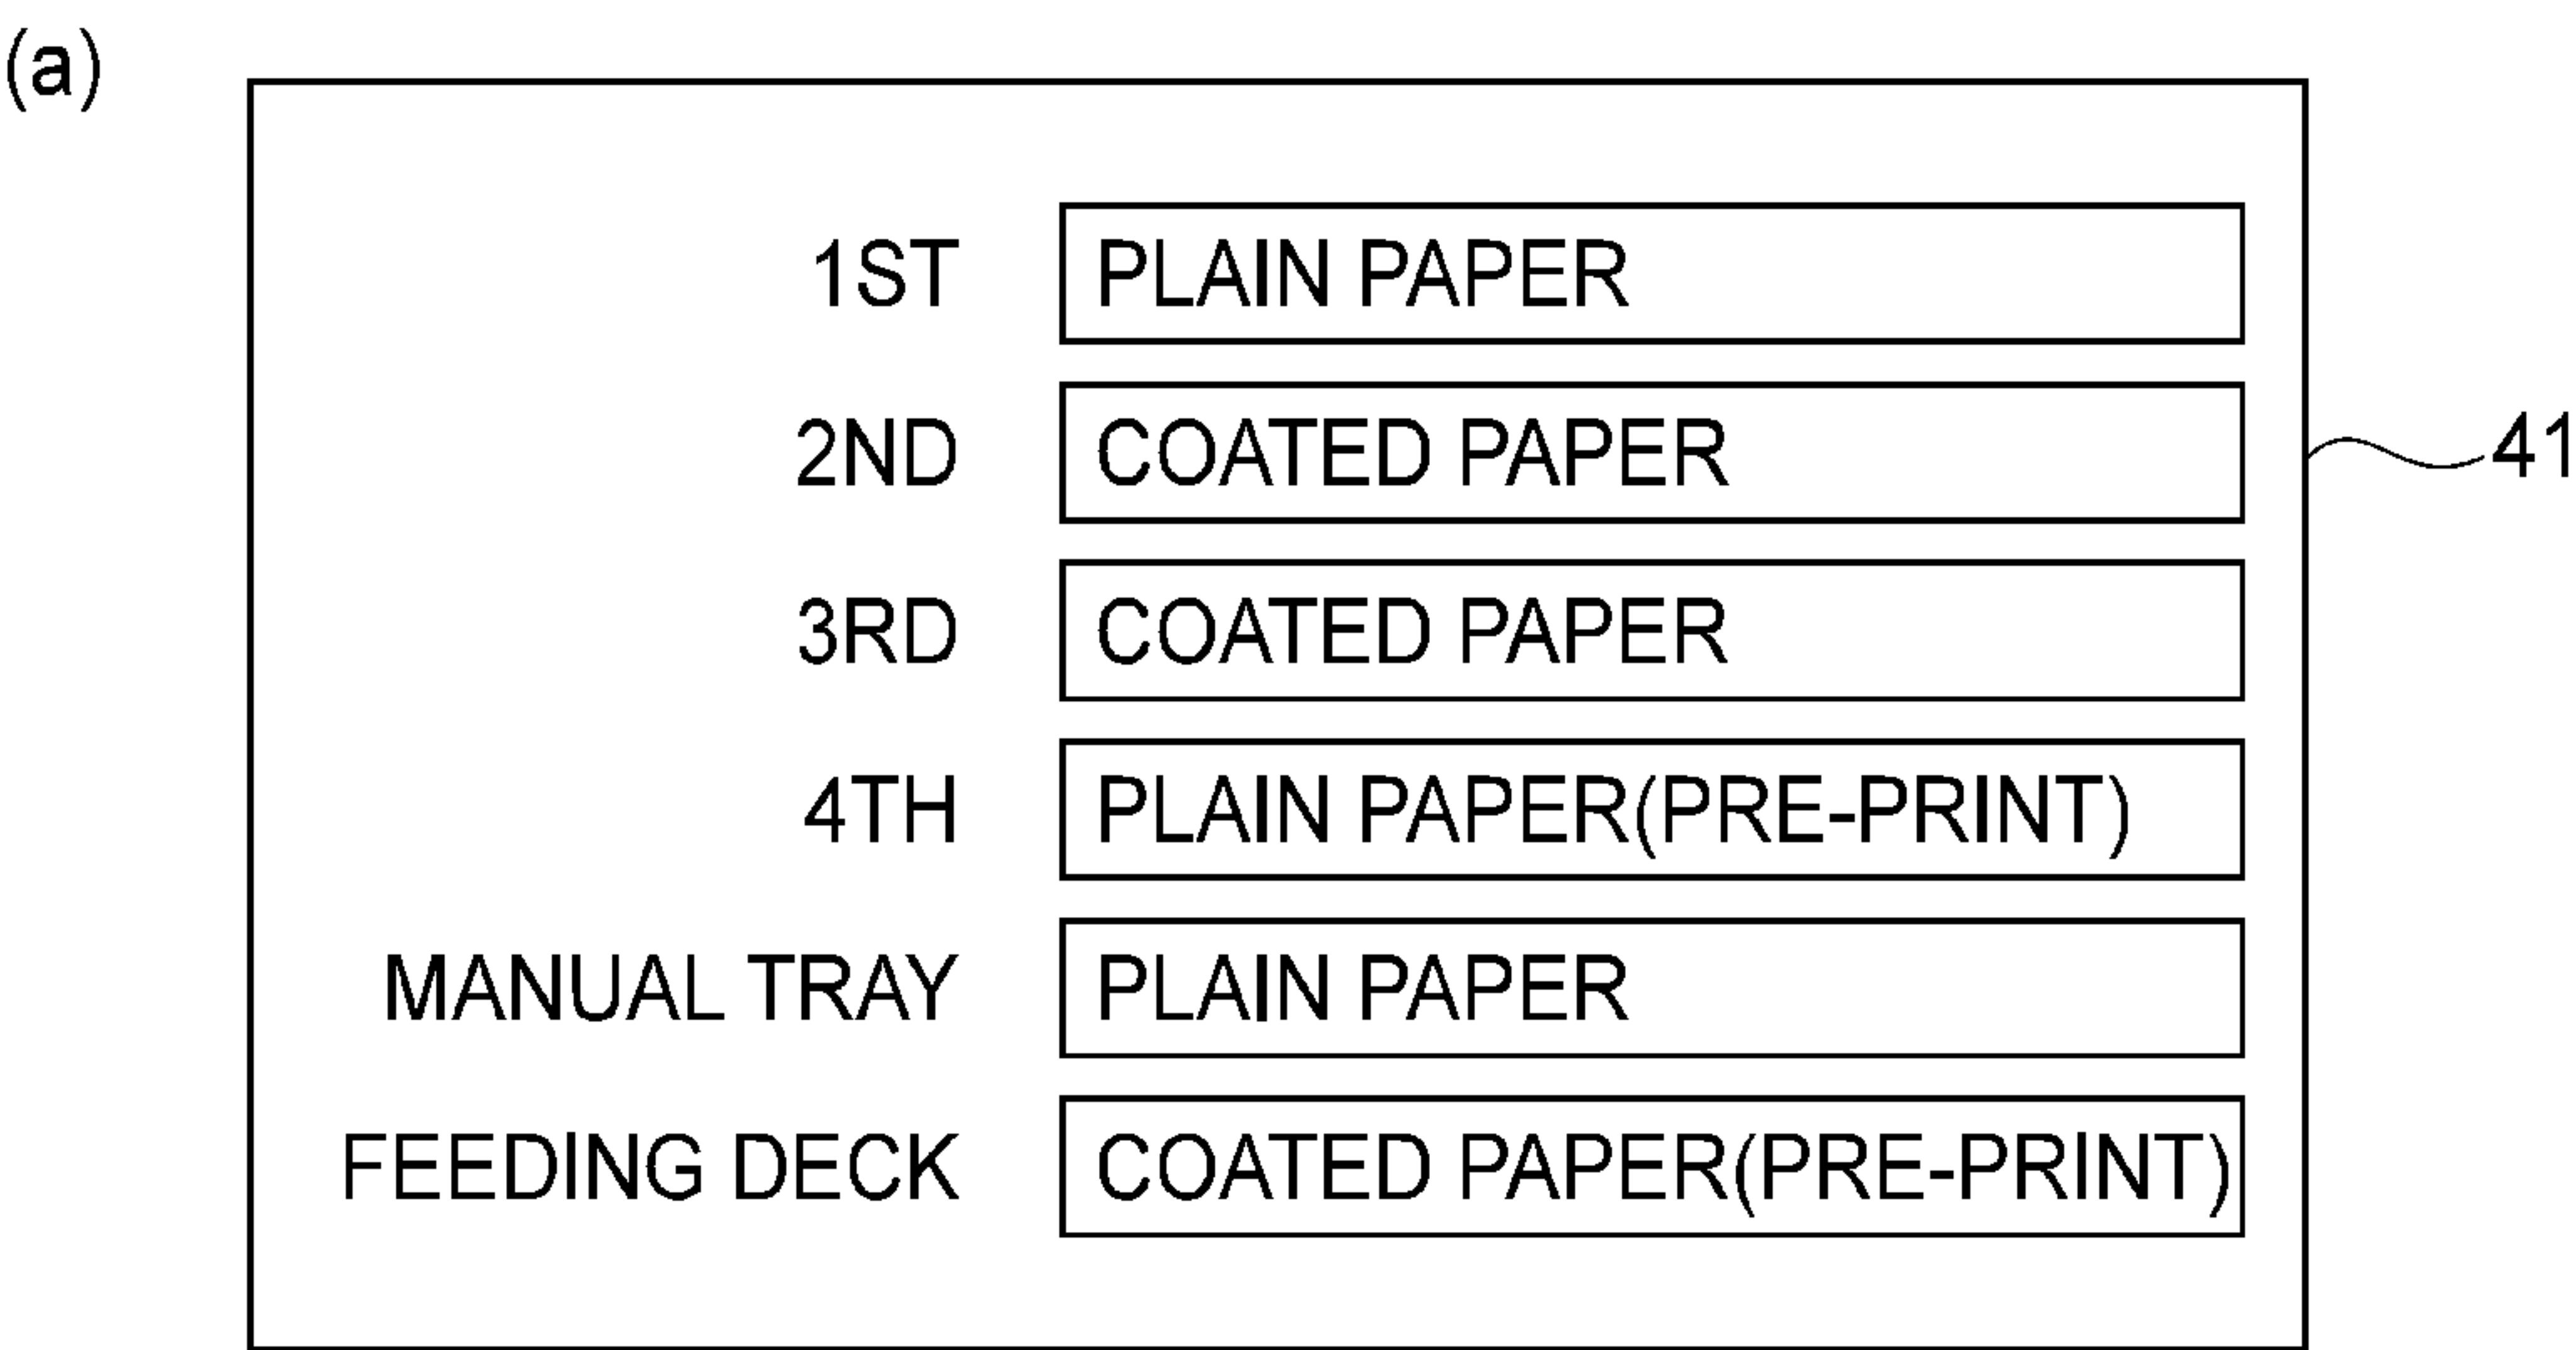 (a)
1ST PLAIN PAPER
2ND COATED PAPER
41
3RD COATED PAPER
4TH PLAIN PAPER(PRE-PRINT)
MANUAL TRAY PLAIN PAPER
FEEDING DECK COATED PAPER(PRE-PRINT)